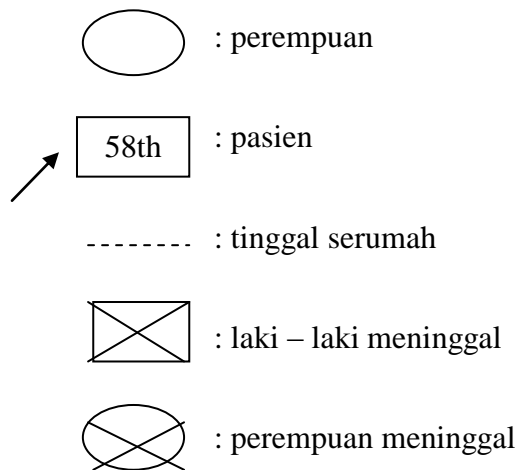 : perempuan
58th : pasien
: tinggal serumah
: laki – laki meninggal
: perempuan meninggal